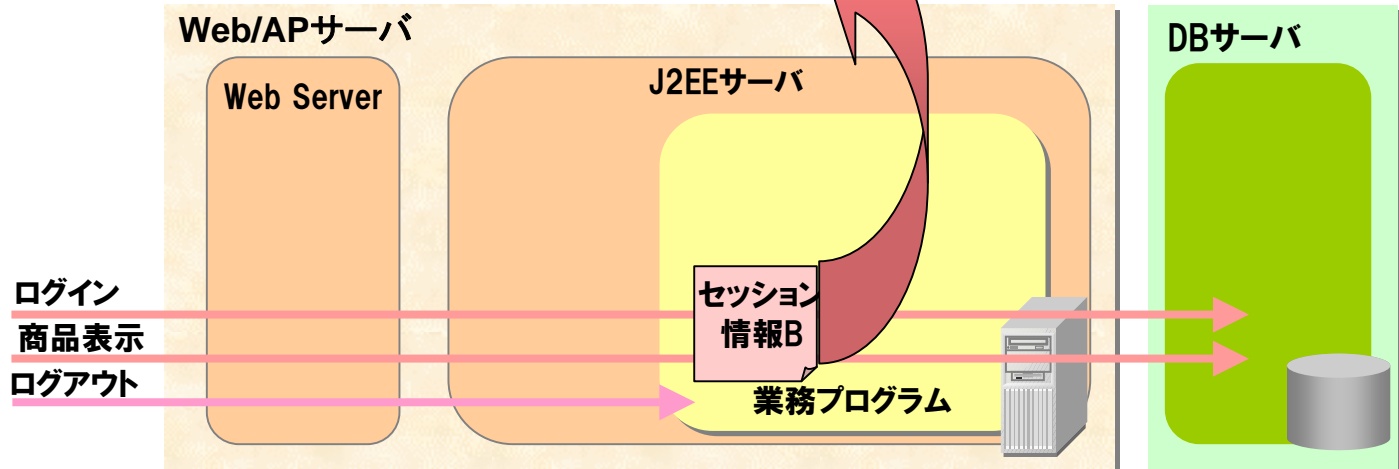 Web/APサーバ
DBサーバ
Web Server
J2EEサーバ
ログイン
商品表示
ログアウト
セッション
情報B
業務プログラム